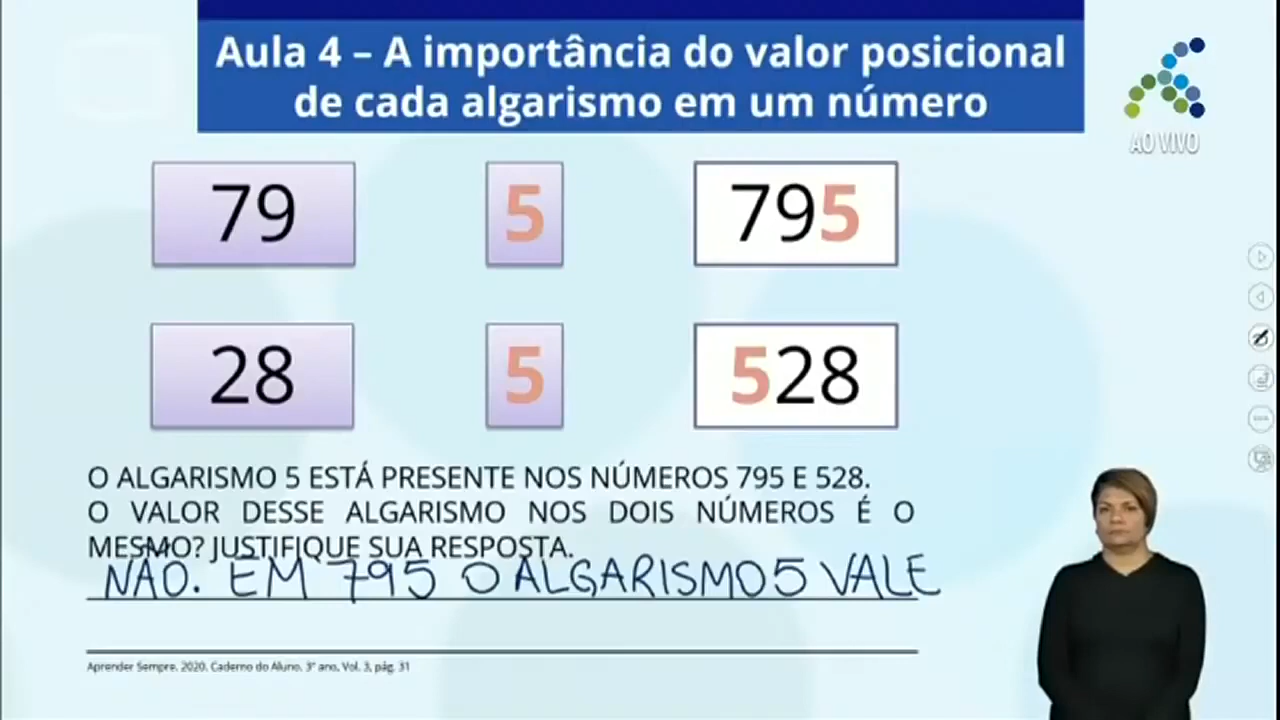 Aula 4 – A importância do valor posicional
de cada algarismo em um número
AO VIVO
79 5 795
28 5 528
O ALGARISMO 5 ESTÁ PRESENTE NOS NÚMEROS 795 E 528.
O VALOR DESSE ALGARISMO NOS DOIS NÚMEROS É O
MESMO? JUSTIFIQUE SUA RESPOSTA.
NÃO. EM 795 O ALGARISMO 5 VALE
Aprender Sempre. 2020. Caderno do Aluno. 3º ano, Vol. 3, pág. 31